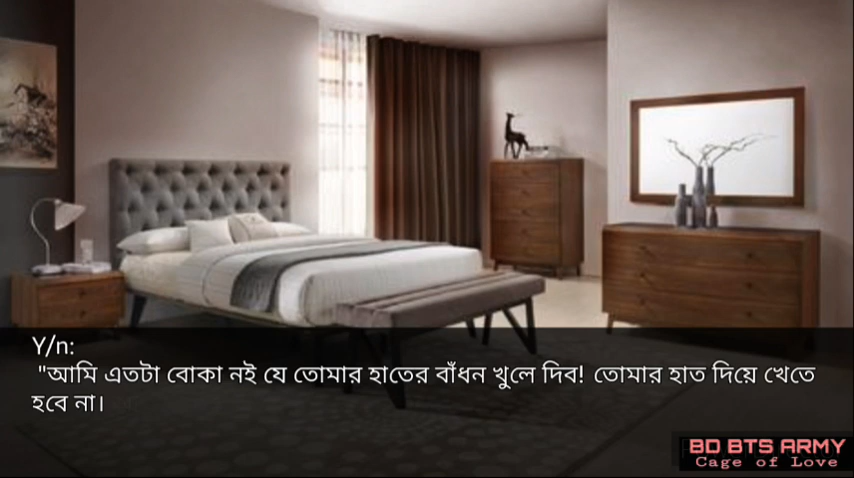 Y/n:
"আমি এতটা বোকা নই যে তোমার হাতের বাঁধন খুলে দিব! তোমার হাত দিয়ে খেতে
হবে না।
BD BTS ARMY
Cage of Love